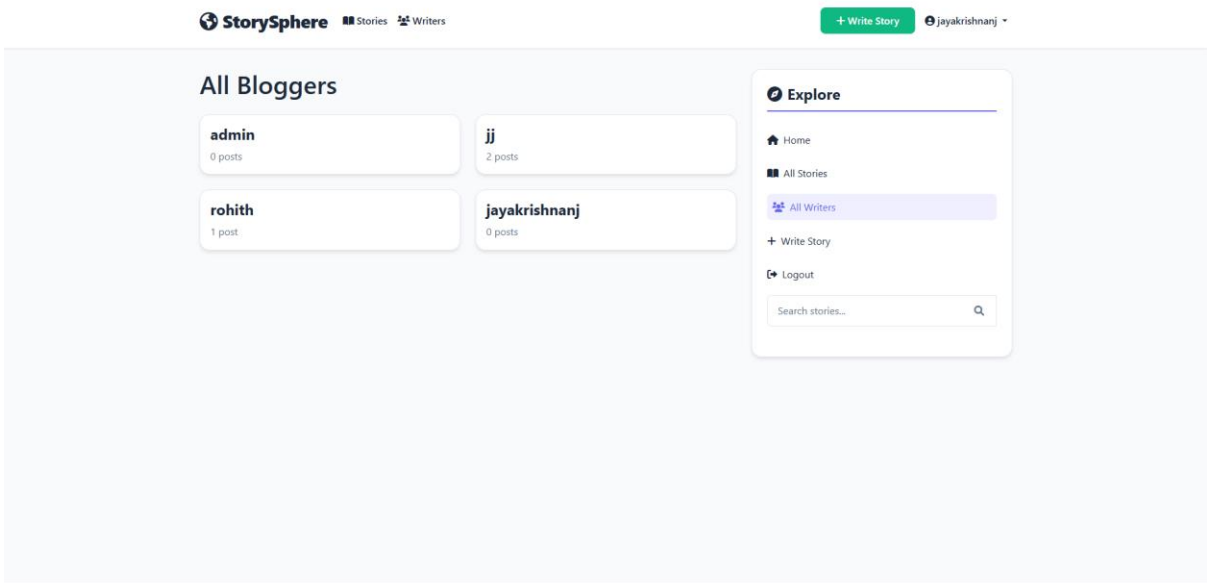 StorySphere Stories Writers + Write Story jayakrishnanj
All Bloggers
admin
0 posts
jj
2 posts
rohith
1 post
jayakrishnanj
0 posts
Explore
Home
All Stories
All Writers
+ Write Story
Logout
Search stories...